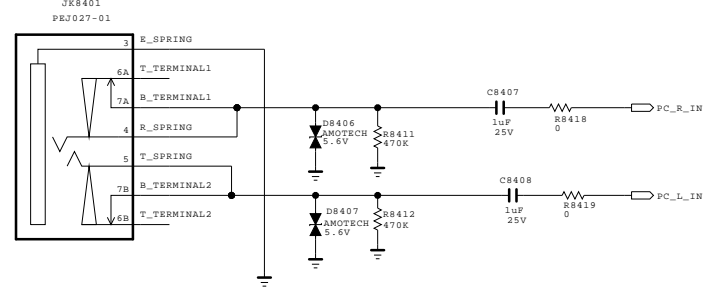 JK8401
PEJ027-01
3 E_SPRING
6A T_TERMINAL1
7A B_TERMINAL1
4 R_SPRING
5 T_SPRING
7B B_TERMINAL2
6B T_TERMINAL2
D8406
AMOTECH
5.6V
R8411
470K
C8407
1uF
25V
R8418
0
PC_R_IN
D8407
AMOTECH
5.6V
R8412
470K
C8408
1uF
25V
R8419
0
PC_L_IN